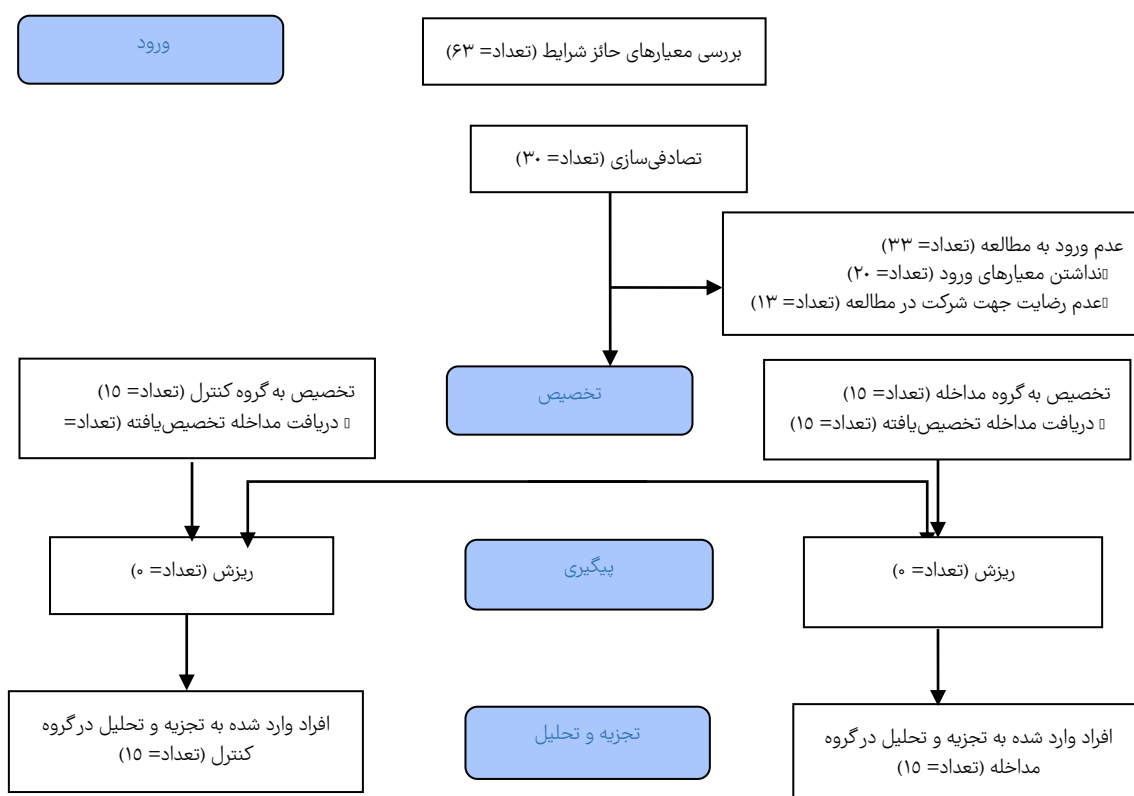 ورود
بررسی معیارهای حائز شرایط (تعداد= ۶۳)
تصادفی‌سازی (تعداد= ۳۰)
عدم ورود به مطالعه (تعداد= ۳۳)
نداشتن معیارهای ورود (تعداد= ۲۰)
عدم رضایت جهت شرکت در مطالعه (تعداد= ۱۳)
تخصیص
تخصیص به گروه مداخله (تعداد= ۱۵)
دریافت مداخله تخصیص‌یافته (تعداد= ۱۵)
تخصیص به گروه کنترل (تعداد= ۱۵)
دریافت مداخله تخصیص‌یافته (تعداد=
پیگیری
ریزش (تعداد= ۰)
ریزش (تعداد= ۰)
تجزیه و تحلیل
افراد وارد شده به تجزیه و تحلیل در گروه
مداخله (تعداد= ۱۵)
افراد وارد شده به تجزیه و تحلیل در گروه
کنترل (تعداد= ۱۵)